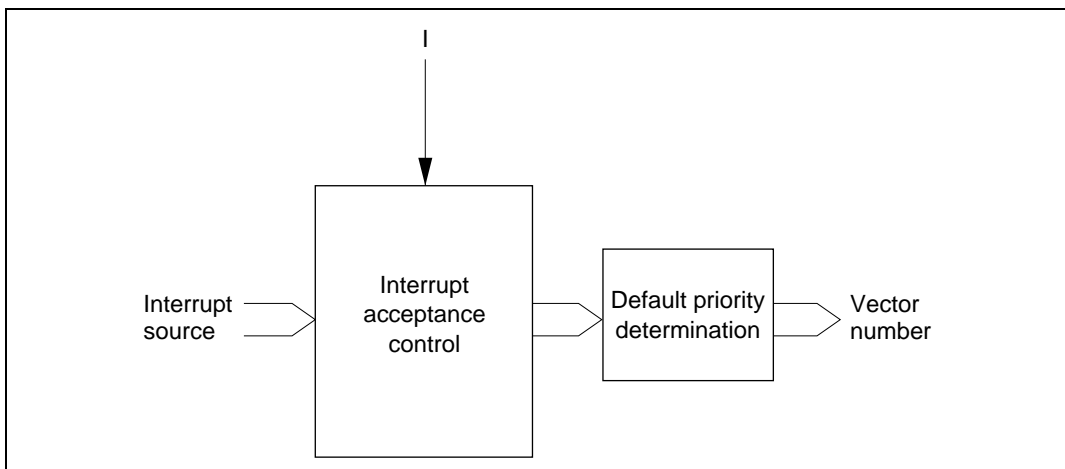 I
Interrupt
source
Interrupt
acceptance
control
Default priority
determination
Vector
number